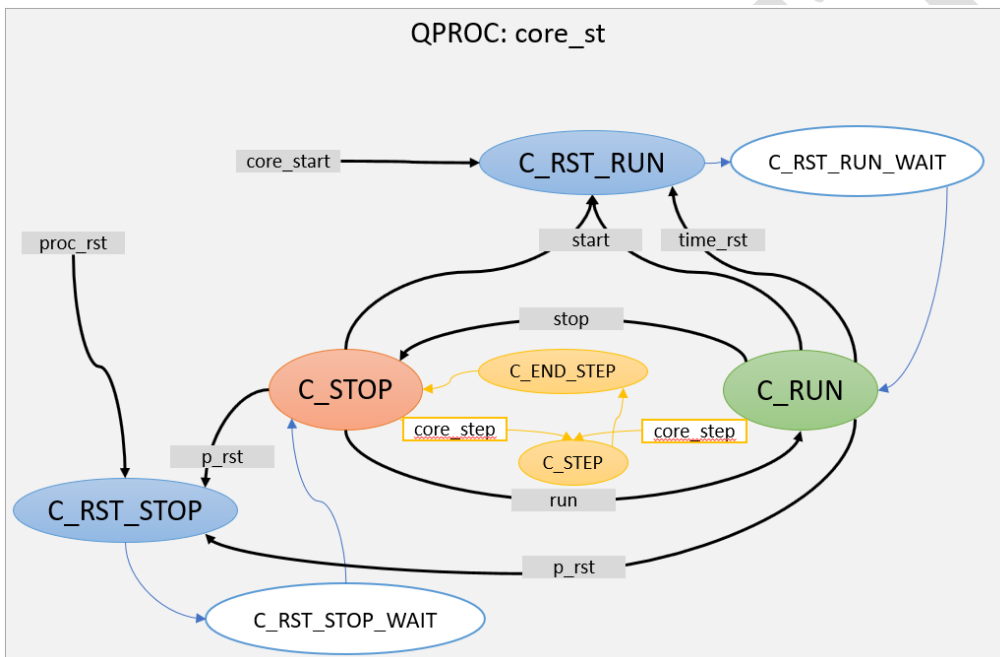 QPROC: core_st
core_start
C_RST_RUN
C_RST_RUN_WAIT
proc_rst
start
time_rst
stop
C_STOP
C_END_STEP
C_RUN
core_step
core_step
p_rst
C_STEP
C_RST_STOP
run
p_rst
C_RST_STOP_WAIT